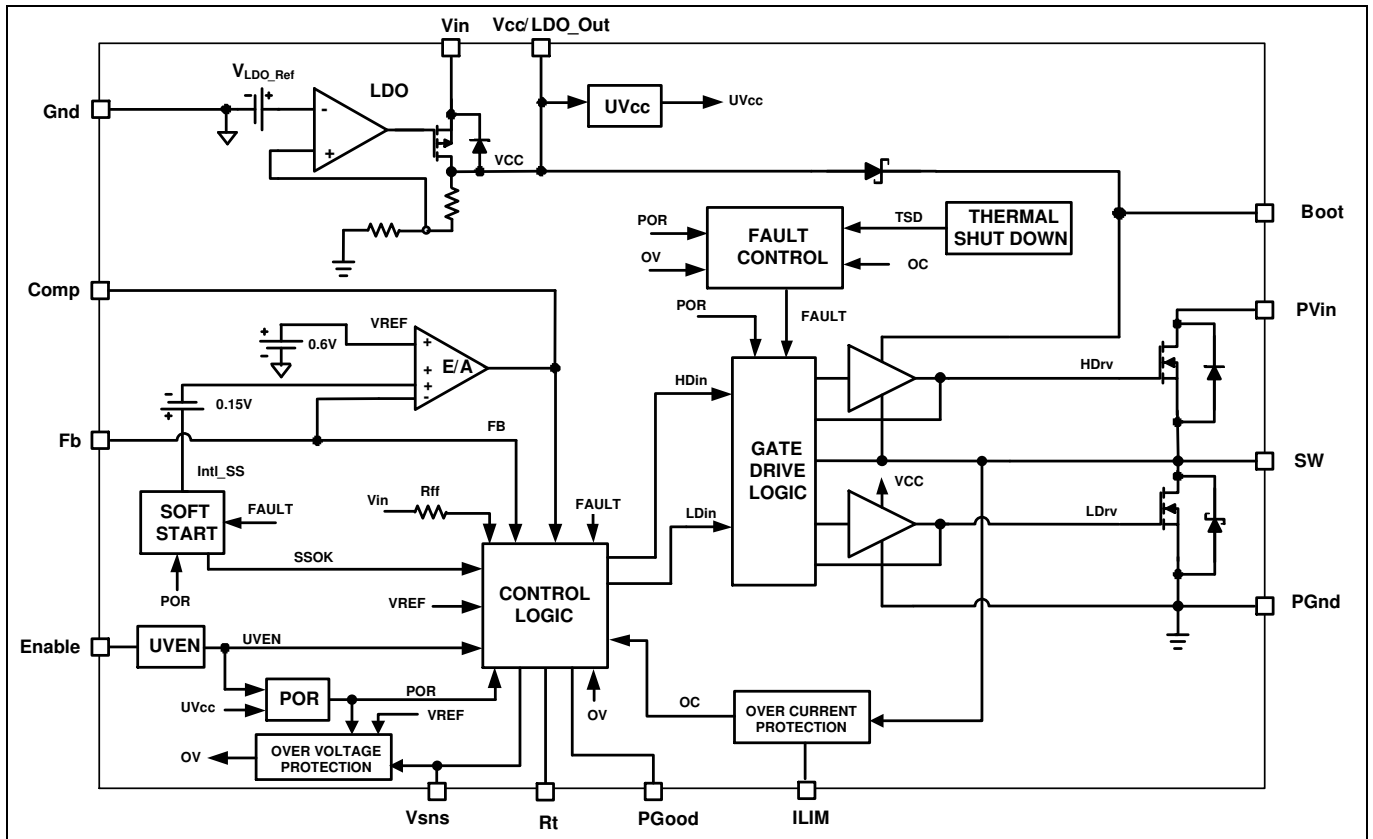 Vin
Vcc/LDO_Out
VLDO_Ref
- +
LDO
Gnd
-
+
UVcc
UVcc
VCC
POR
OV
FAULT
CONTROL
TSD
THERMAL
SHUT DOWN
OC
Boot
Comp
POR
FAULT
PVin
+
-
0.6V
VREF
+
+
+
-
E/A
-
+
0.15V
HDin
HDrv
Fb
FB
Intl_SS
GATE
DRIVE
LOGIC
SW
VCC
SOFT
START
FAULT
Vin
Rff
FAULT
LDin
LDrv
POR
SSOK
VREF
CONTROL
LOGIC
PGnd
Enable
UVEN
UVEN
UVcc
POR
POR
VREF
OV
OVER VOLTAGE
PROTECTION
OV
OC
OVER CURRENT
PROTECTION
Vsns
Rt
PGood
ILIM